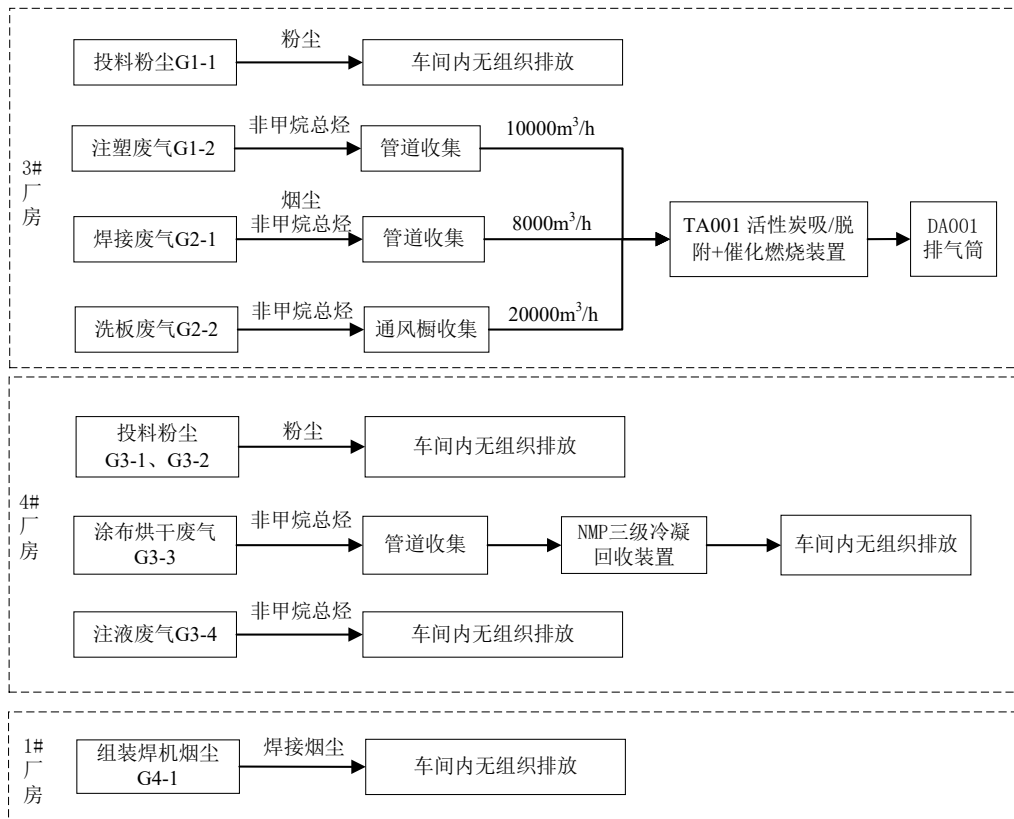 3#
厂
房
粉尘
投料粉尘G1-1
车间内无组织排放
非甲烷总烃
10000m³/h
注塑废气G1-2
管道收集
烟尘
非甲烷总烃
8000m³/h
焊接废气G2-1
管道收集
TA001 活性炭吸/脱
附+催化燃烧装置
DA001
排气筒
非甲烷总烃
20000m³/h
洗板废气G2-2
通风橱收集
4#
厂
房
投料粉尘
G3-1、G3-2
粉尘
车间内无组织排放
涂布烘干废气
G3-3
非甲烷总烃
管道收集
NMP三级冷凝
回收装置
车间内无组织排放
非甲烷总烃
注液废气G3-4
车间内无组织排放
1#
厂
房
组装焊机烟尘
G4-1
焊接烟尘
车间内无组织排放